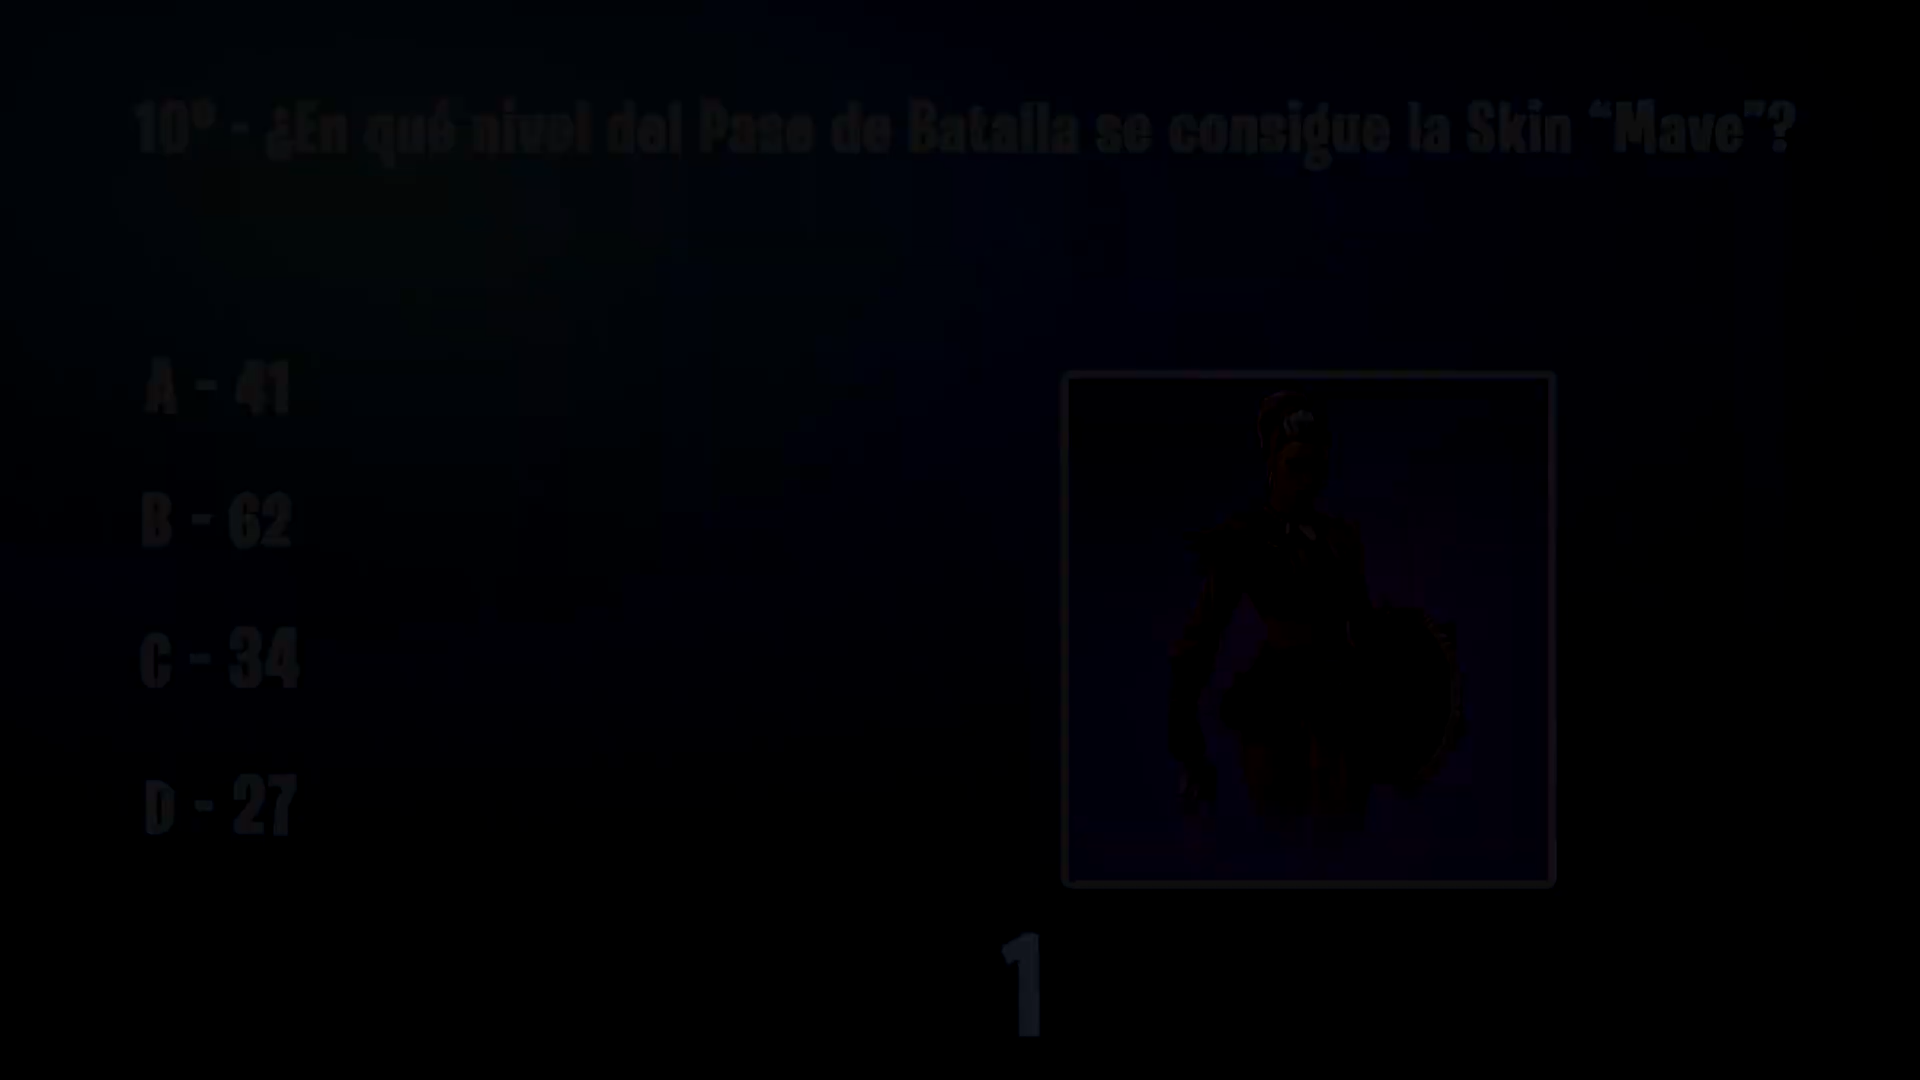 10º - ¿En qué nivel del Pase de Batalla se consigue la Skin “Mave”?
A - 41
B - 62
C - 34
D - 27
1